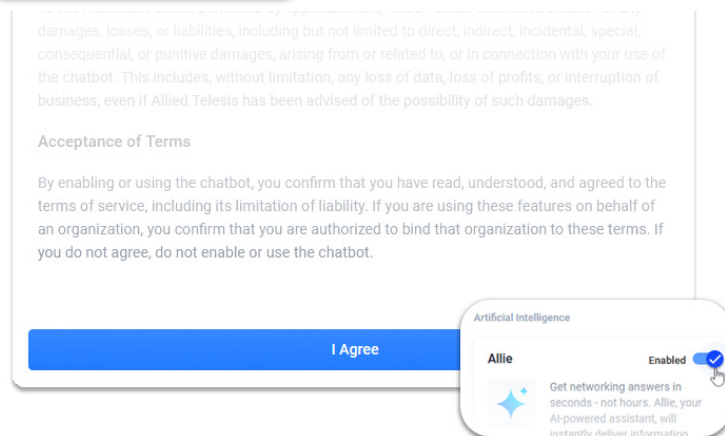 damages, losses, or liabilities, including but not limited to direct, indirect, incidental, special,
consequential, or punitive damages, arising from or related to, or in connection with your use of
the chatbot. This includes, without limitation, any loss of data, loss of profits, or interruption of
business, even if Allied Telesis has been advised of the possibility of such damages.
Acceptance of Terms
By enabling or using the chatbot, you confirm that you have read, understood, and agreed to the
terms of service, including its limitation of liability. If you are using these features on behalf of
an organization, you confirm that you are authorized to bind that organization to these terms. If
you do not agree, do not enable or use the chatbot.
I Agree
Artificial Intelligence
Allie
Enabled
Get networking answers in
seconds - not hours. Allie, your
AI-powered assistant, will
instantly deliver information